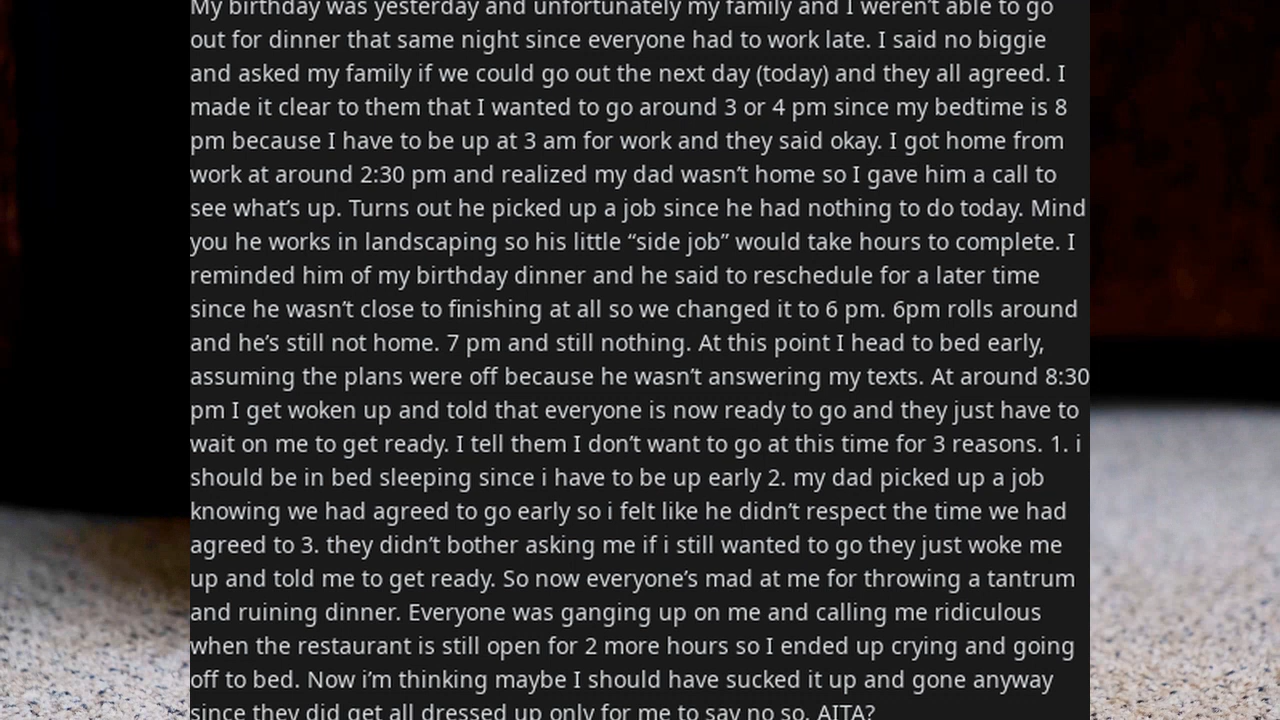 My birthday was yesterday and unfortunately my family and I weren’t able to go
out for dinner that same night since everyone had to work late. I said no biggie
and asked my family if we could go out the next day (today) and they all agreed. I
made it clear to them that I wanted to go around 3 or 4 pm since my bedtime is 8
pm because I have to be up at 3 am for work and they said okay. I got home from
work at around 2:30 pm and realized my dad wasn’t home so I gave him a call to
see what’s up. Turns out he picked up a job since he had nothing to do today. Mind
you he works in landscaping so his little “side job” would take hours to complete. I
reminded him of my birthday dinner and he said to reschedule for a later time
since he wasn’t close to finishing at all so we changed it to 6 pm. 6pm rolls around
and he’s still not home. 7 pm and still nothing. At this point I head to bed early,
assuming the plans were off because he wasn’t answering my texts. At around 8:30
pm I get woken up and told that everyone is now ready to go and they just have to
wait on me to get ready. I tell them I don’t want to go at this time for 3 reasons. 1. i
should be in bed sleeping since i have to be up early 2. my dad picked up a job
knowing we had agreed to go early so i felt like he didn’t respect the time we had
agreed to 3. they didn’t bother asking me if i still wanted to go they just woke me
up and told me to get ready. So now everyone’s mad at me for throwing a tantrum
and ruining dinner. Everyone was ganging up on me and calling me ridiculous
when the restaurant is still open for 2 more hours so I ended up crying and going
off to bed. Now i’m thinking maybe I should have sucked it up and gone anyway
since they did get all dressed up only for me to say no so. AITA?